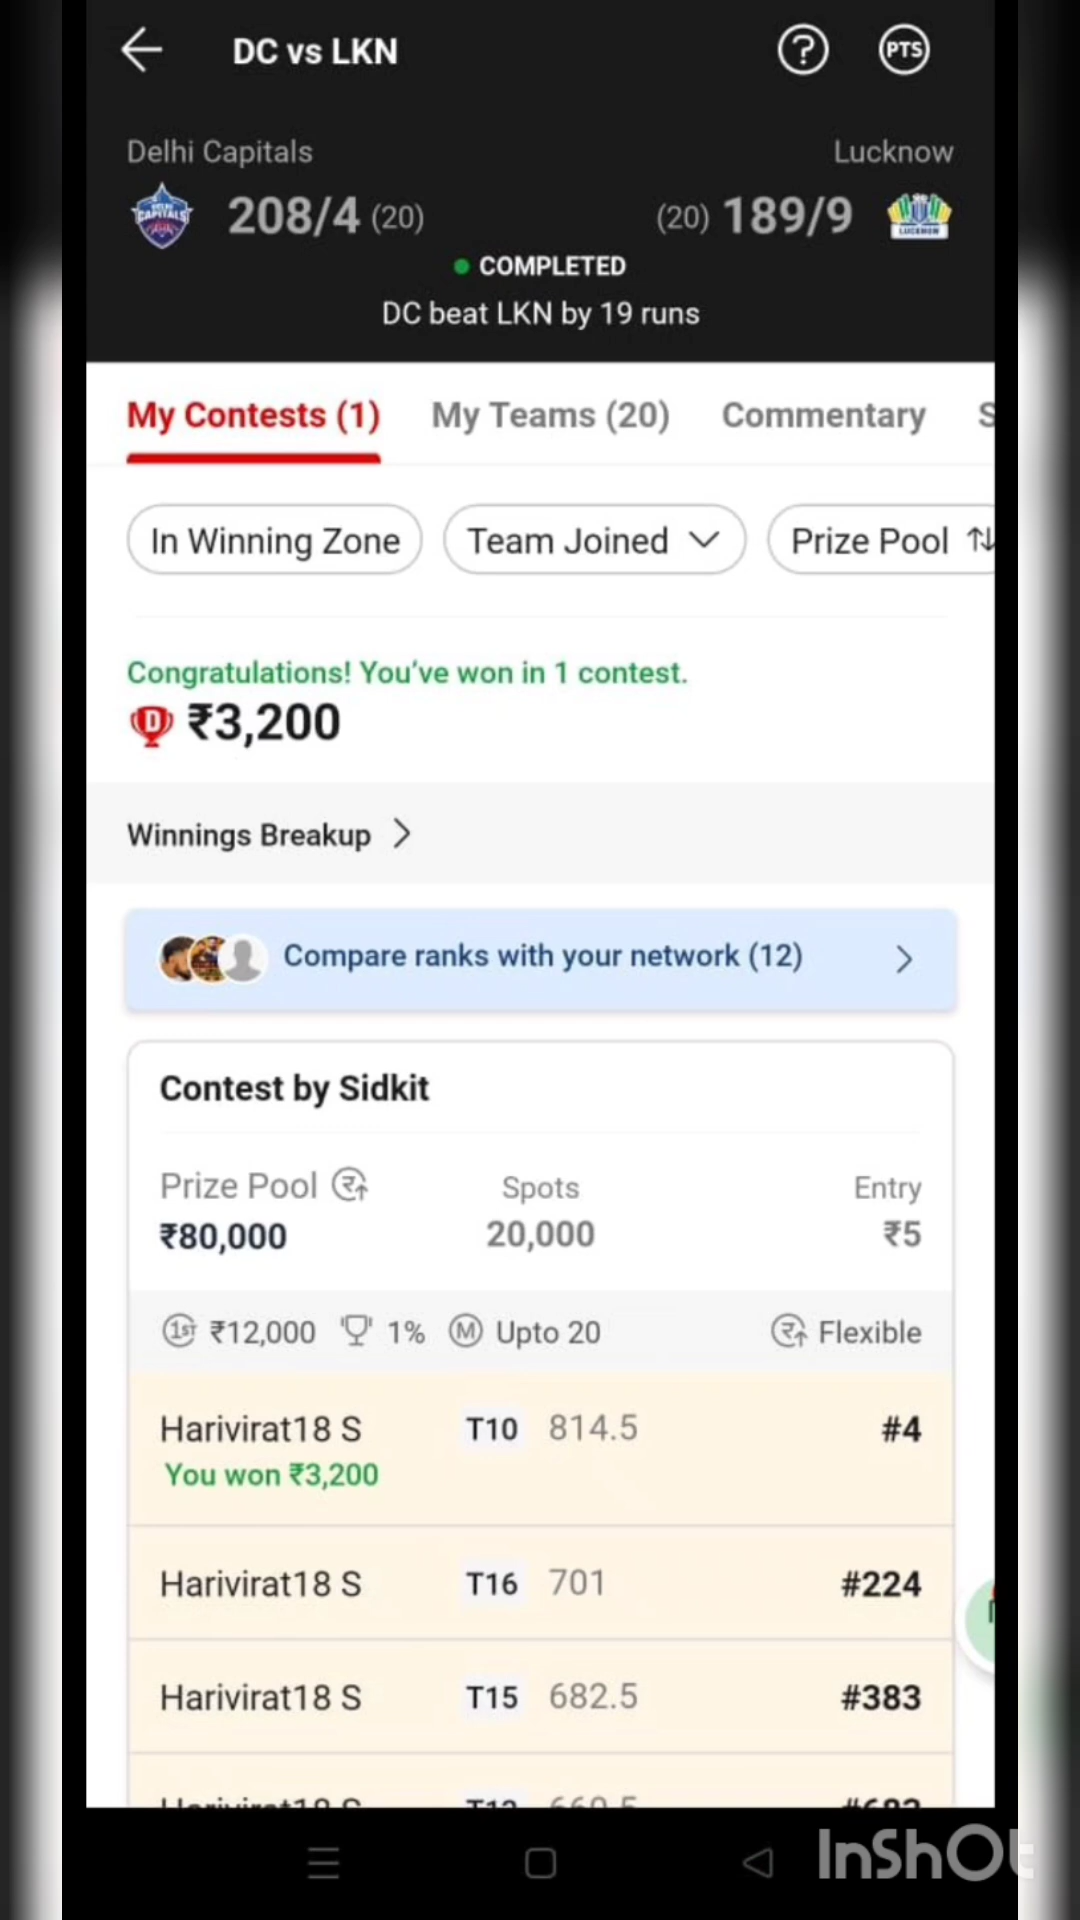 DC vs LKN
? PTS
Delhi Capitals Lucknow
208/4 (20) (20) 189/9
CAPITALS LUCKNOW
COMPLETED
DC beat LKN by 19 runs
My Contests (1) My Teams (20) Commentary S
In Winning Zone Team Joined Prize Pool
Congratulations! You've won in 1 contest.
D ₹3,200
Winnings Breakup
Compare ranks with your network (12)
Contest by Sidkit
Prize Pool Spots Entry
₹80,000 20,000 ₹5
1ST ₹12,000 1% M Upto 20 Flexible
Harivirat18 S T10 814.5 #4
You won ₹3,200
Harivirat18 S T16 701 #224
Harivirat18 S T15 682.5 #383
InShOt